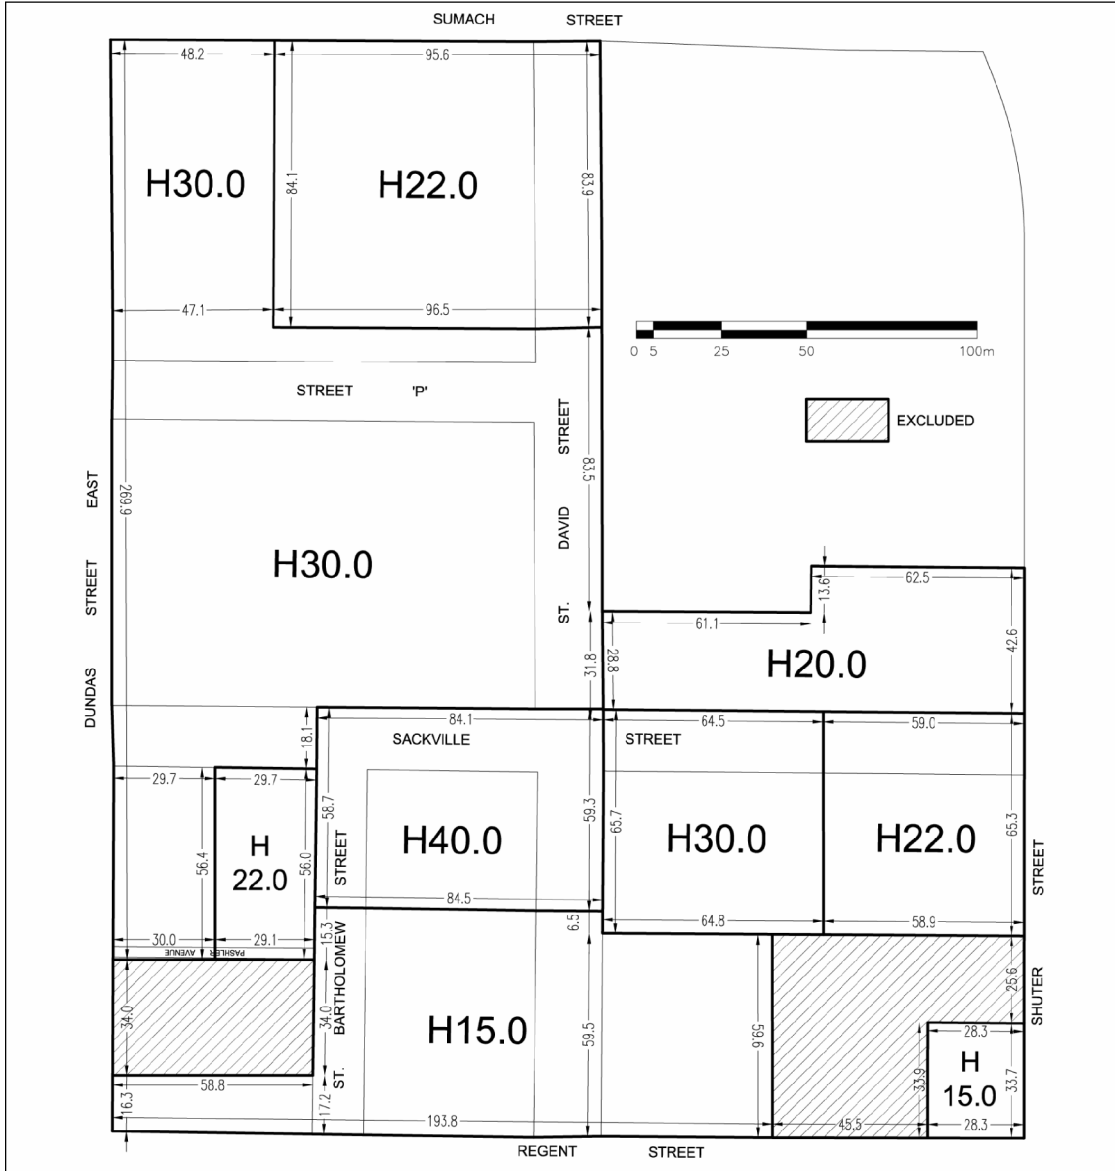 SUMACH STREET
48.2 95.6
H30.0 H22.0
84.1 83.9
47.1 96.5
0 5 25 50 100m
STREET 'P'
EXCLUDED
DUNDAS STREET EAST
269.9
H30.0
ST. DAVID STREET
83.5
31.8
62.5
13.6
61.1
28.8
42.6
H20.0
84.1 64.5 59.0
SACKVILLE STREET
18.1
29.7 29.7
58.7 59.3 65.7 65.3
H40.0 H30.0 H22.0
H
22.0
56.4 56.0
84.5 64.8 58.9
30.0 29.1
PASHLER AVENUE
ST. BARTHOLOMEW STREET
15.3 6.5
34.0 34.0
H15.0
59.5 59.6
25.6
SHUTER STREET
28.3
H
15.0
33.9 33.7
58.8
16.3 17.2
193.8 45.5 28.3
REGENT STREET